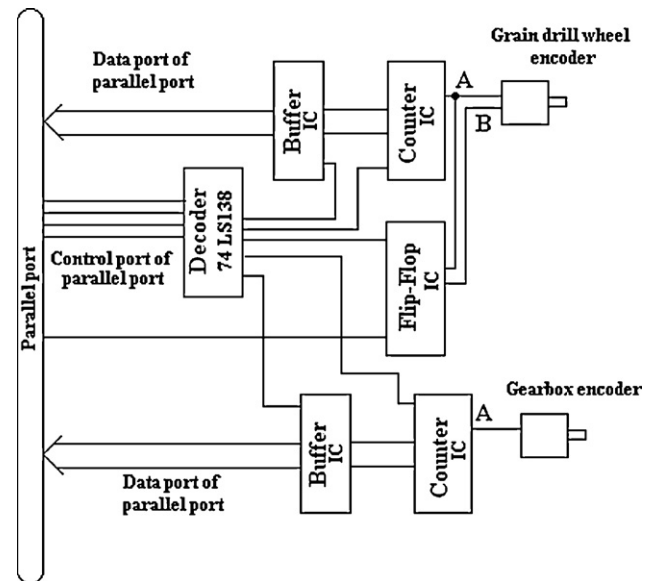 Data port of
parallel port
Grain drill wheel
encoder
A
B
Buffer
IC
Counter
IC
Decoder
74 LS138
Control port of
parallel port
Parallel port
Flip-Flop
IC
Gearbox encoder
A
Buffer
IC
Counter
IC
Data port of
parallel port